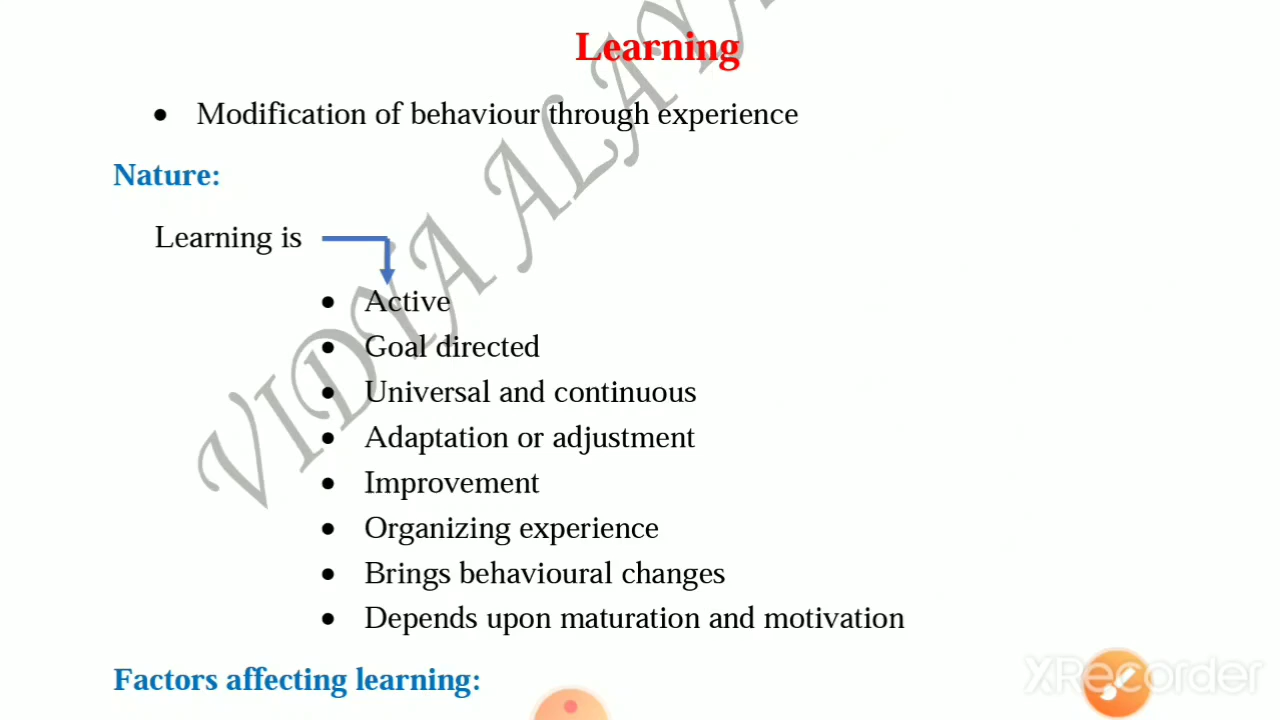 Learning
• Modification of behaviour through experience
Nature:
Learning is
• Active
• Goal directed
• Universal and continuous
• Adaptation or adjustment
• Improvement
• Organizing experience
• Brings behavioural changes
• Depends upon maturation and motivation
Factors affecting learning:
VIDYA ALAYA
XRecorder